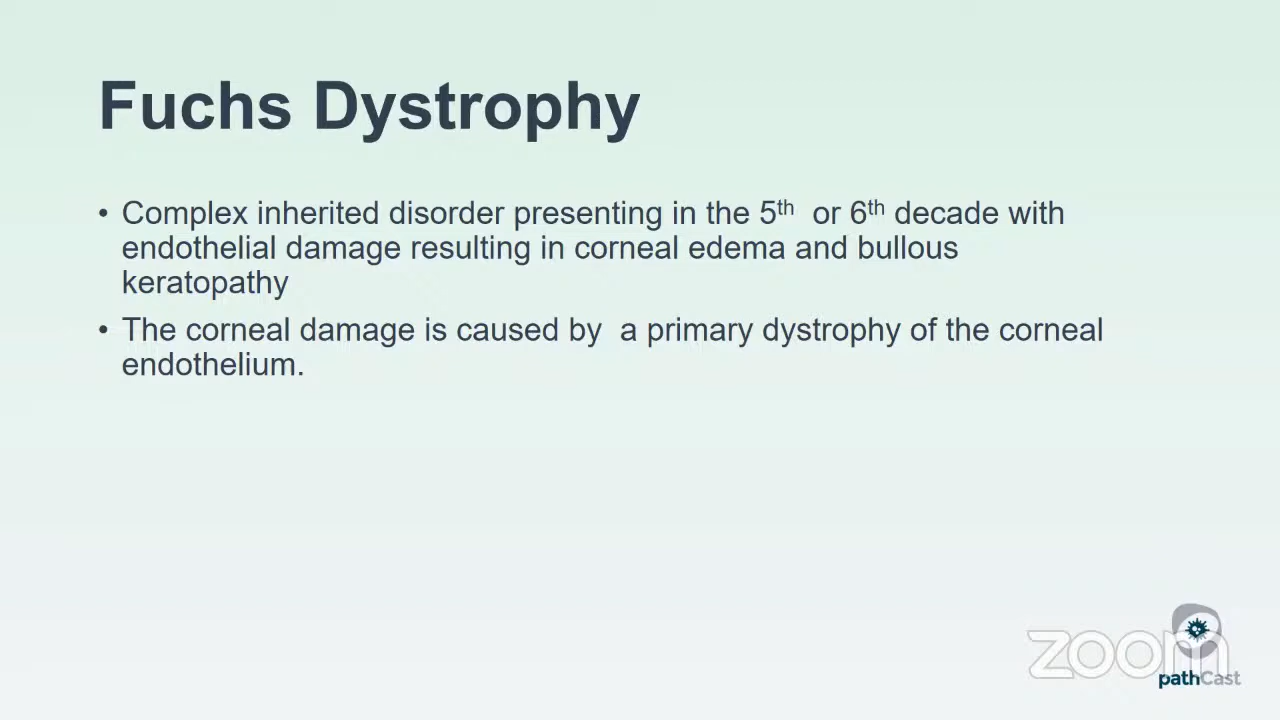 Fuchs Dystrophy
• Complex inherited disorder presenting in the 5th or 6th decade with
endothelial damage resulting in corneal edema and bullous
keratopathy
• The corneal damage is caused by a primary dystrophy of the corneal
endothelium.
zoom
pathCast